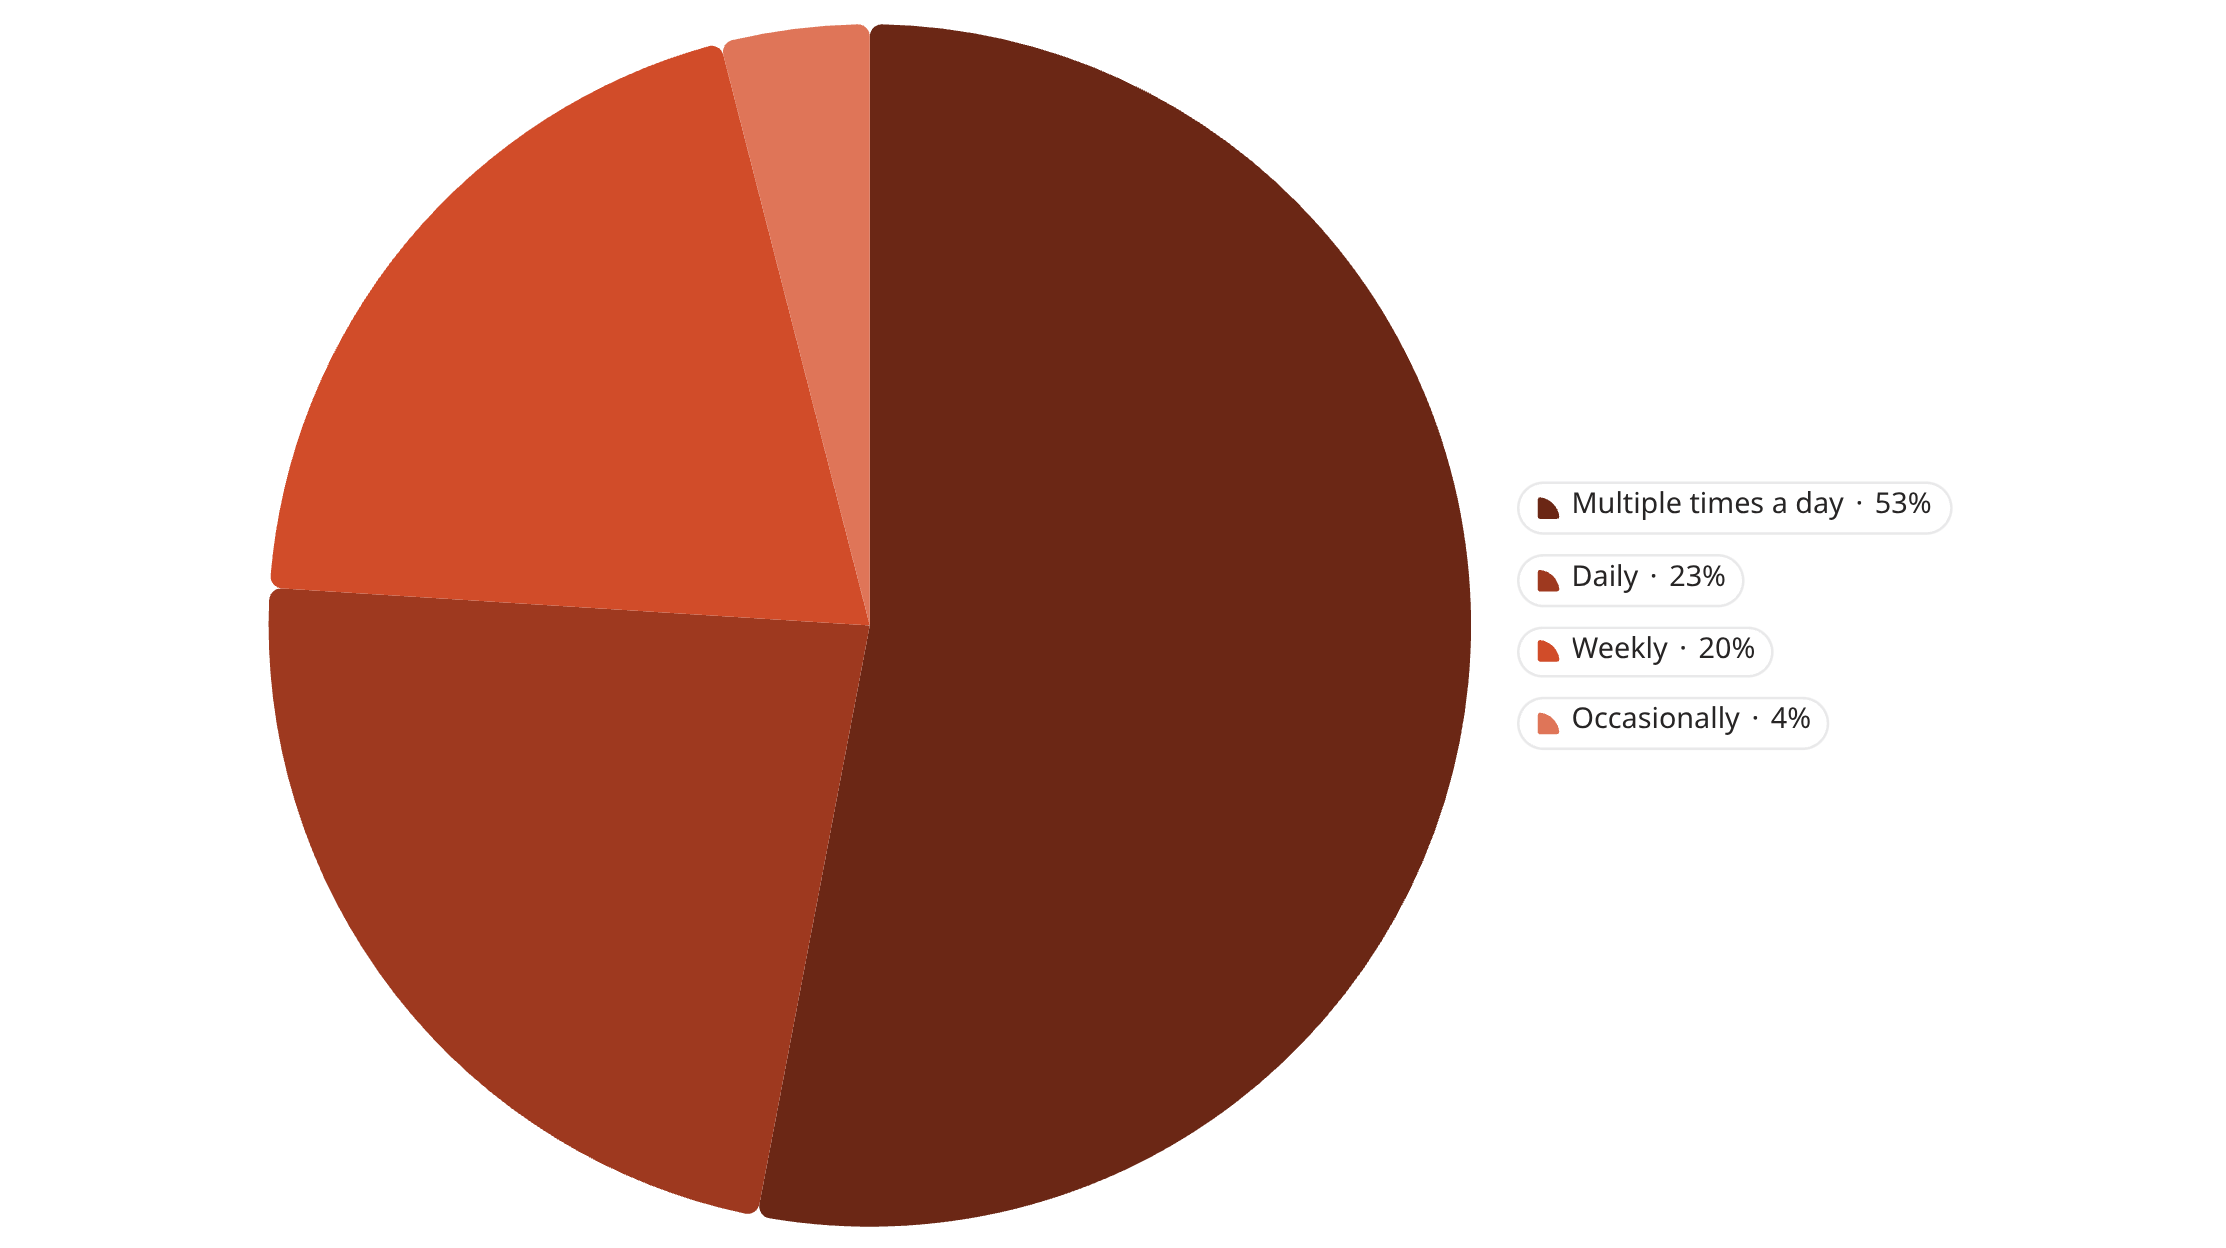 Multiple times a day · 53%
Daily · 23%
Weekly · 20%
Occasionally · 4%